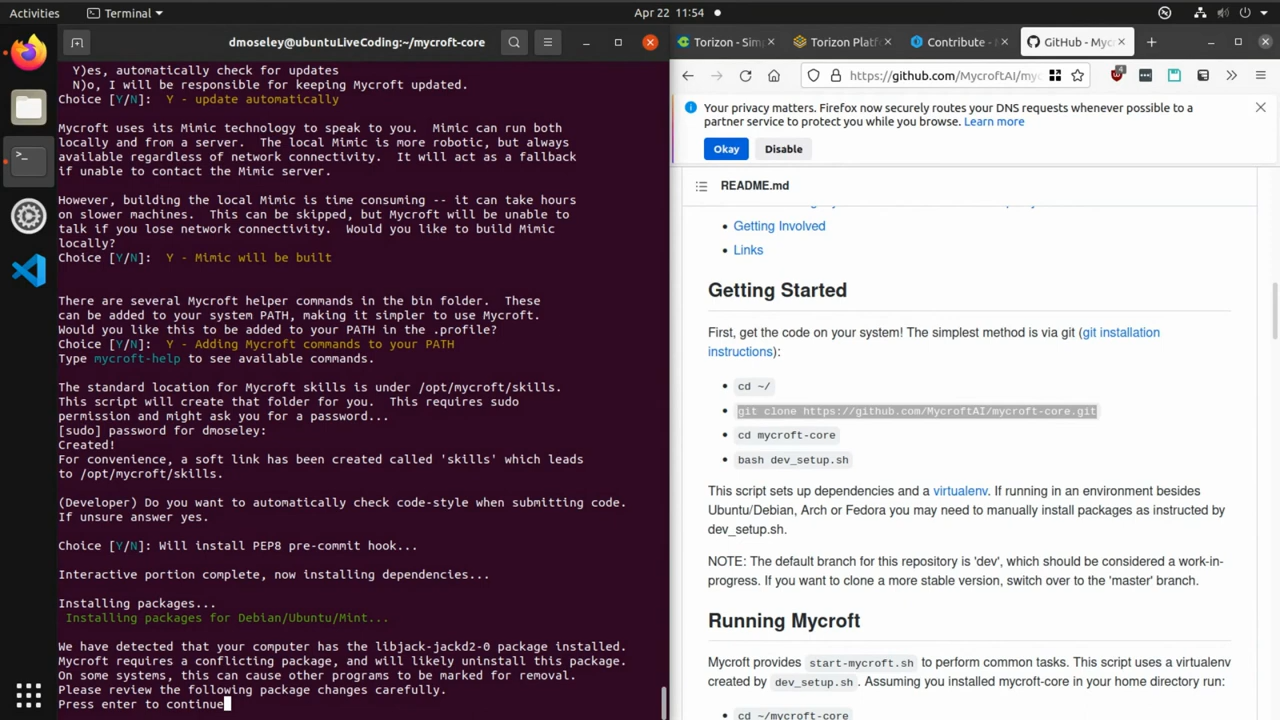 Activities
Terminal
Apr 22 11:54
dmoseley@ubuntuLiveCoding:~/mycroft-core
Y)es, automatically check for updates
N)o, I will be responsible for keeping Mycroft updated.
Choice [Y/N]: Y - update automatically
Mycroft uses its Mimic technology to speak to you. Mimic can run both
locally and from a server. The local Mimic is more robotic, but always
available regardless of network connectivity. It will act as a fallback
if unable to contact the Mimic server.
However, building the local Mimic is time consuming -- it can take hours
on slower machines. This can be skipped, but Mycroft will be unable to
talk if you lose network connectivity. Would you like to build Mimic
locally?
Choice [Y/N]: Y - Mimic will be built
There are several Mycroft helper commands in the bin folder. These
can be added to your system PATH, making it simpler to use Mycroft.
Would you like this to be added to your PATH in the .profile?
Choice [Y/N]: Y - Adding Mycroft commands to your PATH
Type mycroft-help to see available commands.
The standard location for Mycroft skills is under /opt/mycroft/skills.
This script will create that folder for you. This requires sudo
permission and might ask you for a password...
[sudo] password for dmoseley:
Created!
For convenience, a soft link has been created called 'skills' which leads
to /opt/mycroft/skills.
(Developer) Do you want to automatically check code-style when submitting code.
If unsure answer yes.
Choice [Y/N]: Will install PEP8 pre-commit hook...
Interactive portion complete, now installing dependencies...
Installing packages...
Installing packages for Debian/Ubuntu/Mint...
We have detected that your computer has the libjack-jackd2-0 package installed.
Mycroft requires a conflicting package, and will likely uninstall this package.
On some systems, this can cause other programs to be marked for removal.
Please review the following package changes carefully.
Press enter to continue
Torizon - Simp
Torizon Platf
Contribute -
GitHub - Myc
https://github.com/MycroftAI/my
4
Your privacy matters. Firefox now securely routes your DNS requests whenever possible to a
partner service to protect you while you browse. Learn more
Okay
Disable
README.md
Getting Involved
Links
Getting Started
First, get the code on your system! The simplest method is via git (git installation
instructions):
cd ~/
git clone https://github.com/MycroftAI/mycroft-core.git
cd mycroft-core
bash dev_setup.sh
This script sets up dependencies and a virtualenv. If running in an environment besides
Ubuntu/Debian, Arch or Fedora you may need to manually install packages as instructed by
dev_setup.sh.
NOTE: The default branch for this repository is 'dev', which should be considered a work-in-
progress. If you want to clone a more stable version, switch over to the 'master' branch.
Running Mycroft
Mycroft provides start-mycroft.sh to perform common tasks. This script uses a virtualenv
created by dev_setup.sh. Assuming you installed mycroft-core in your home directory run:
cd ~/mycroft-core